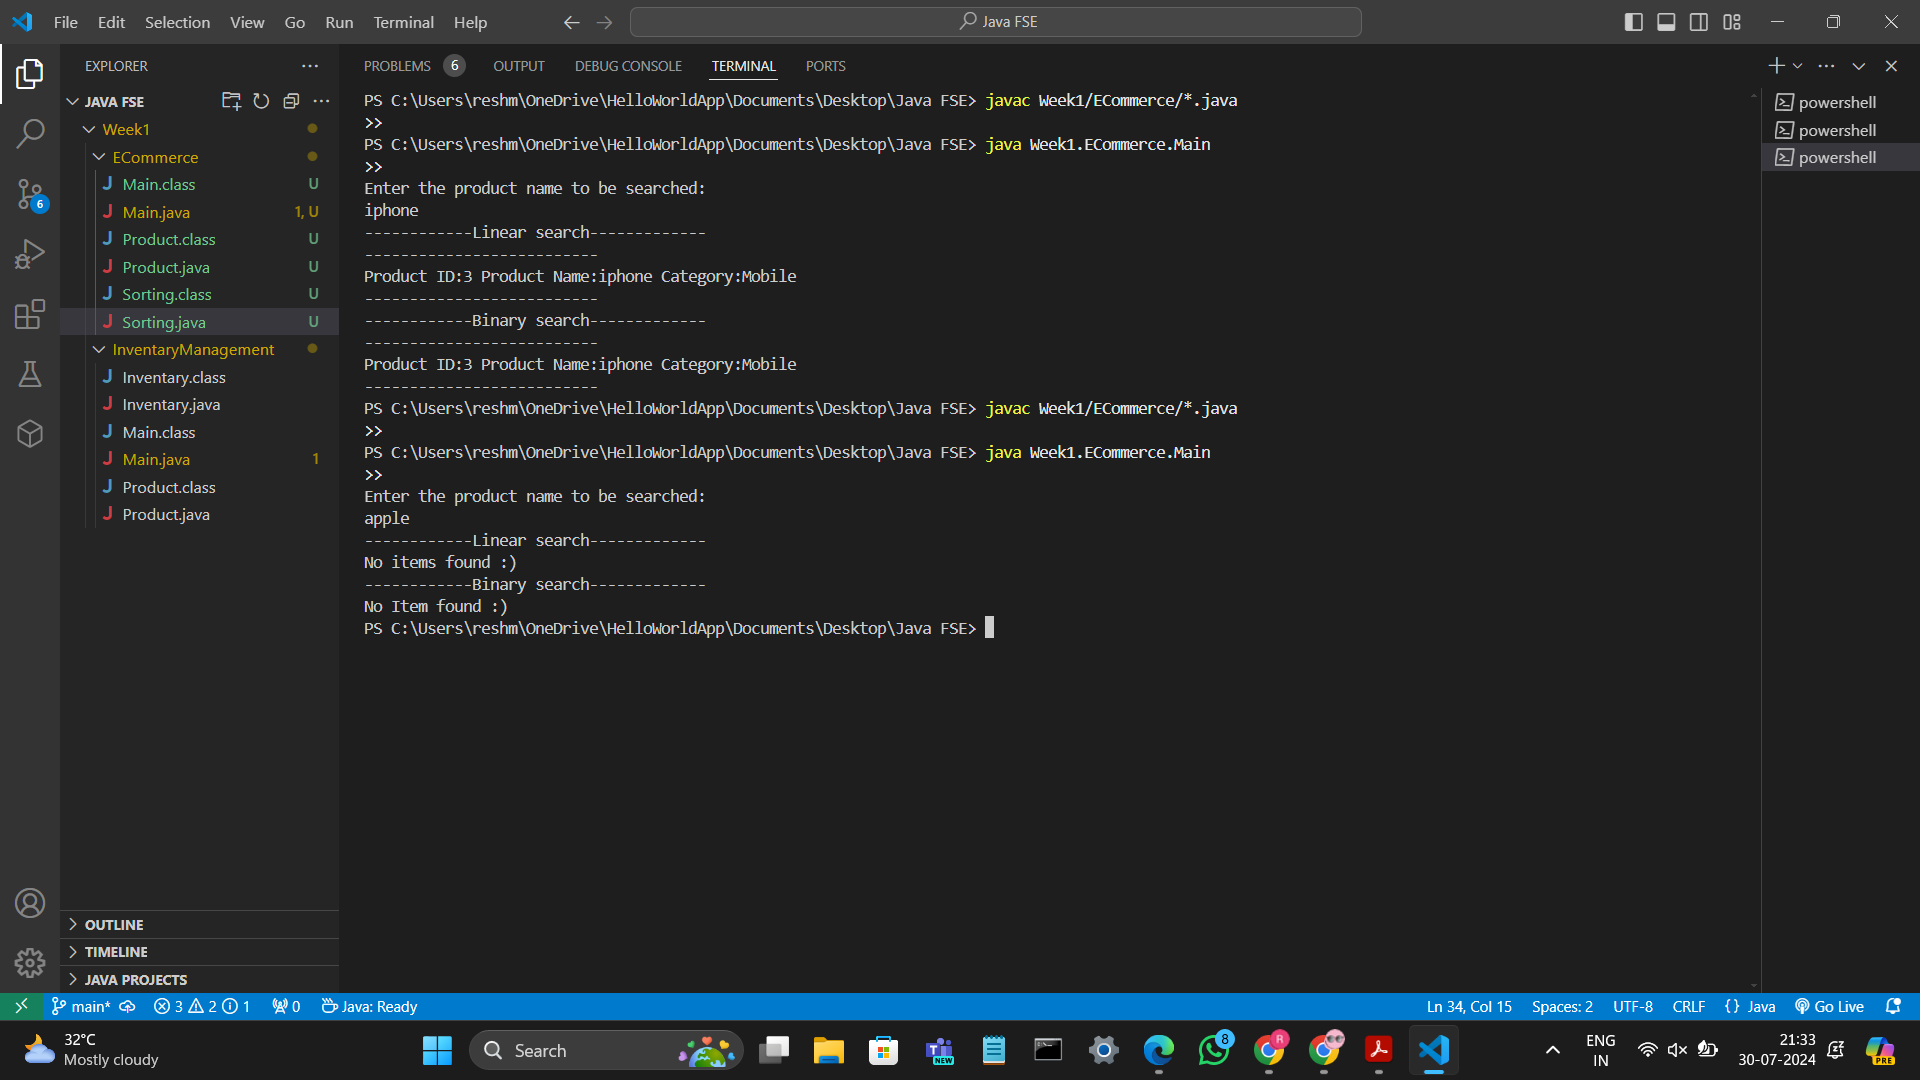 File Edit Selection View Go Run Terminal Help
Java FSE
EXPLORER
JAVA FSE
Week1
ECommerce
Main.class U
Main.java 1, U
Product.class U
Product.java U
Sorting.class U
Sorting.java U
InventaryManagement
Inventary.class
Inventary.java
Main.class
Main.java 1
Product.class
Product.java
OUTLINE
TIMELINE
JAVA PROJECTS
6
PROBLEMS 6 OUTPUT DEBUG CONSOLE TERMINAL PORTS
PS C:\Users\reshm\OneDrive\HelloWorldApp\Documents\Desktop\Java FSE> javac Week1/ECommerce/*.java
>>
PS C:\Users\reshm\OneDrive\HelloWorldApp\Documents\Desktop\Java FSE> java Week1.ECommerce.Main
>>
Enter the product name to be searched:
iphone
------------Linear search-------------
--------------------------
Product ID:3 Product Name:iphone Category:Mobile
--------------------------
------------Binary search-------------
--------------------------
Product ID:3 Product Name:iphone Category:Mobile
--------------------------
PS C:\Users\reshm\OneDrive\HelloWorldApp\Documents\Desktop\Java FSE> javac Week1/ECommerce/*.java
>>
PS C:\Users\reshm\OneDrive\HelloWorldApp\Documents\Desktop\Java FSE> java Week1.ECommerce.Main
>>
Enter the product name to be searched:
apple
------------Linear search-------------
No items found :)
------------Binary search-------------
No Item found :)
PS C:\Users\reshm\OneDrive\HelloWorldApp\Documents\Desktop\Java FSE>
powershell
powershell
powershell
main* 3 2 1 0 Java: Ready
Ln 34, Col 15 Spaces: 2 UTF-8 CRLF {} Java Go Live
32°C
Mostly cloudy
Search
NEW
8
R
ENG
IN
21:33
30-07-2024
PRE